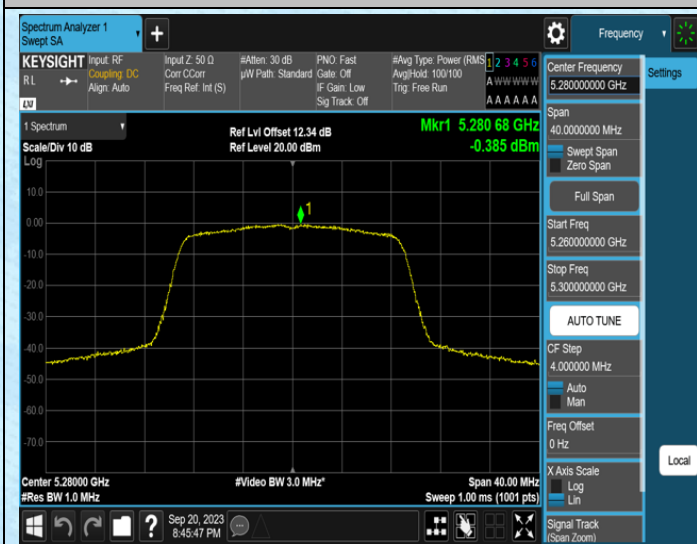 Spectrum Analyzer 1
Swept SA
Frequency
KEYSIGHT
RL
LXI
Input: RF
Coupling: DC
Align: Auto
Input Z: 50 Ω
Corr CCorr
Freq Ref: Int (S)
#Atten: 30 dB
µW Path: Standard
PNO: Fast
Gate: Off
IF Gain: Low
Sig Track: Off
#Avg Type: Power (RMS
Avg|Hold: 100/100
Trig: Free Run
1 2 3 4 5 6
A W W W W W
A A A A A A
1 Spectrum
Scale/Div 10 dB
Log
Ref Lvl Offset 12.34 dB
Ref Level 20.00 dBm
Mkr1 5.280 68 GHz
-0.385 dBm
1
10.0
0.00
-10.0
-20.0
-30.0
-40.0
-50.0
-60.0
-70.0
Center 5.28000 GHz
#Res BW 1.0 MHz
#Video BW 3.0 MHz*
Span 40.00 MHz
Sweep 1.00 ms (1001 pts)
Sep 20, 2023
8:45:47 PM
?
Center Frequency
5.280000000 GHz
Settings
Span
40.0000000 MHz
Swept Span
Zero Span
Full Span
Start Freq
5.260000000 GHz
Stop Freq
5.300000000 GHz
AUTO TUNE
CF Step
4.000000 MHz
Auto
Man
Freq Offset
0 Hz
X Axis Scale
Log
Lin
Local
Signal Track
(Span Zoom)